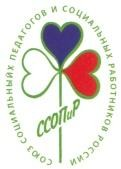 СОЮЗ СОЦИАЛЬНЫХ ПЕДАГОГОВ И СОЦИАЛЬНЫХ РАБОТНИКОВ РОССИИ
ССОПиР